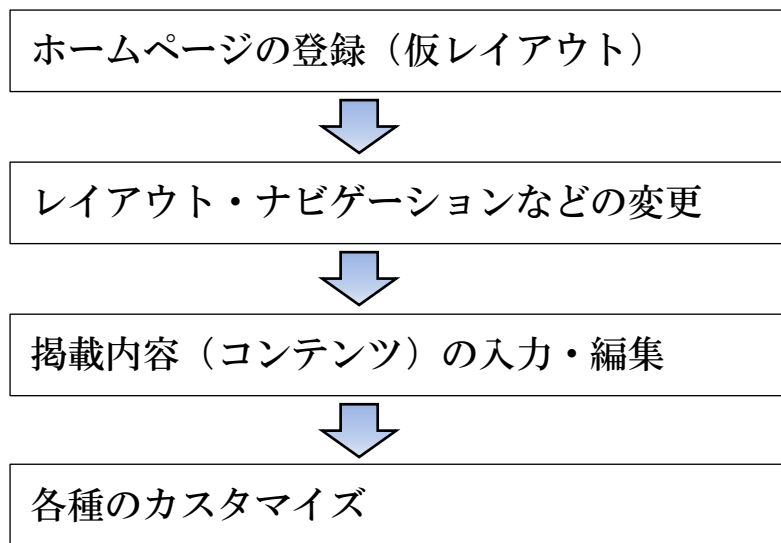 ホームページの登録（仮レイアウト）
レイアウト・ナビゲーションなどの変更
掲載内容（コンテンツ）の入力・編集
各種のカスタマイズ